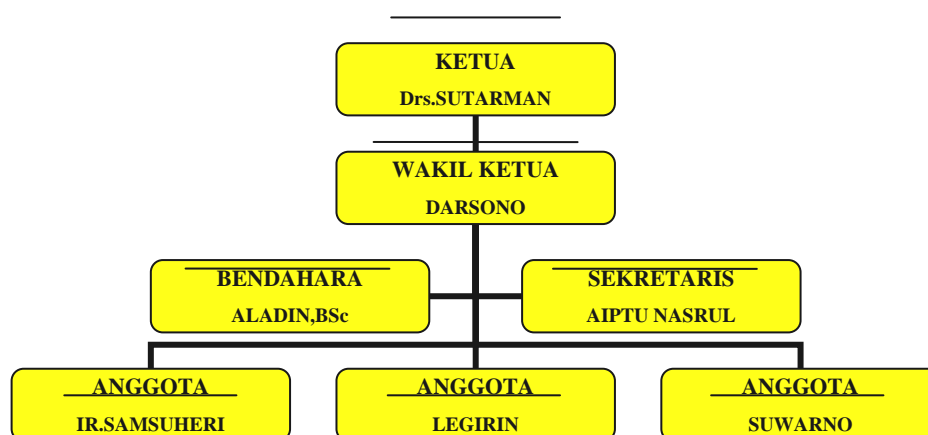 KETUA
Drs.SUTARMAN
WAKIL KETUA
DARSONO
BENDAHARA
ALADIN,BSc
SEKRETARIS
AIPTU NASRUL
ANGGOTA
IR.SAMSUHERI
ANGGOTA
LEGIRIN
ANGGOTA
SUWARNO